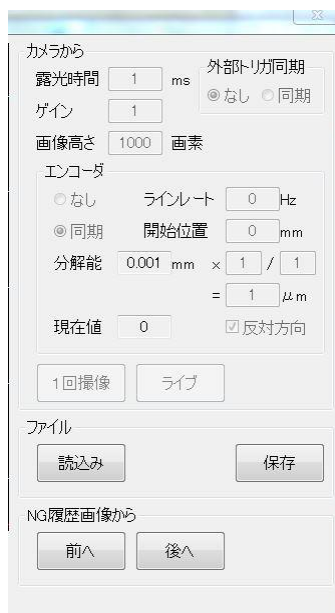 カメラから
露光時間 1 ms
外部トリガ同期
なし 同期
ゲイン 1
画像高さ 1000 画素
エンコーダ
なし ラインレート 0 Hz
同期 開始位置 0 mm
分解能 0.001 mm × 1 / 1
= 1 μm
現在値 0 反対方向
1回撮像 ライブ
ファイル
読込み 保存
NG履歴画像から
前へ 後へ